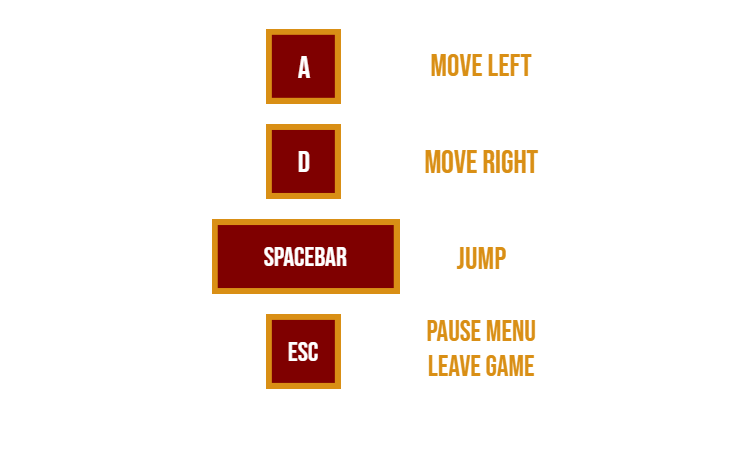 A
MOVE LEFT
D
MOVE RIGHT
SPACEBAR
JUMP
ESC
PAUSE MENU
LEAVE GAME